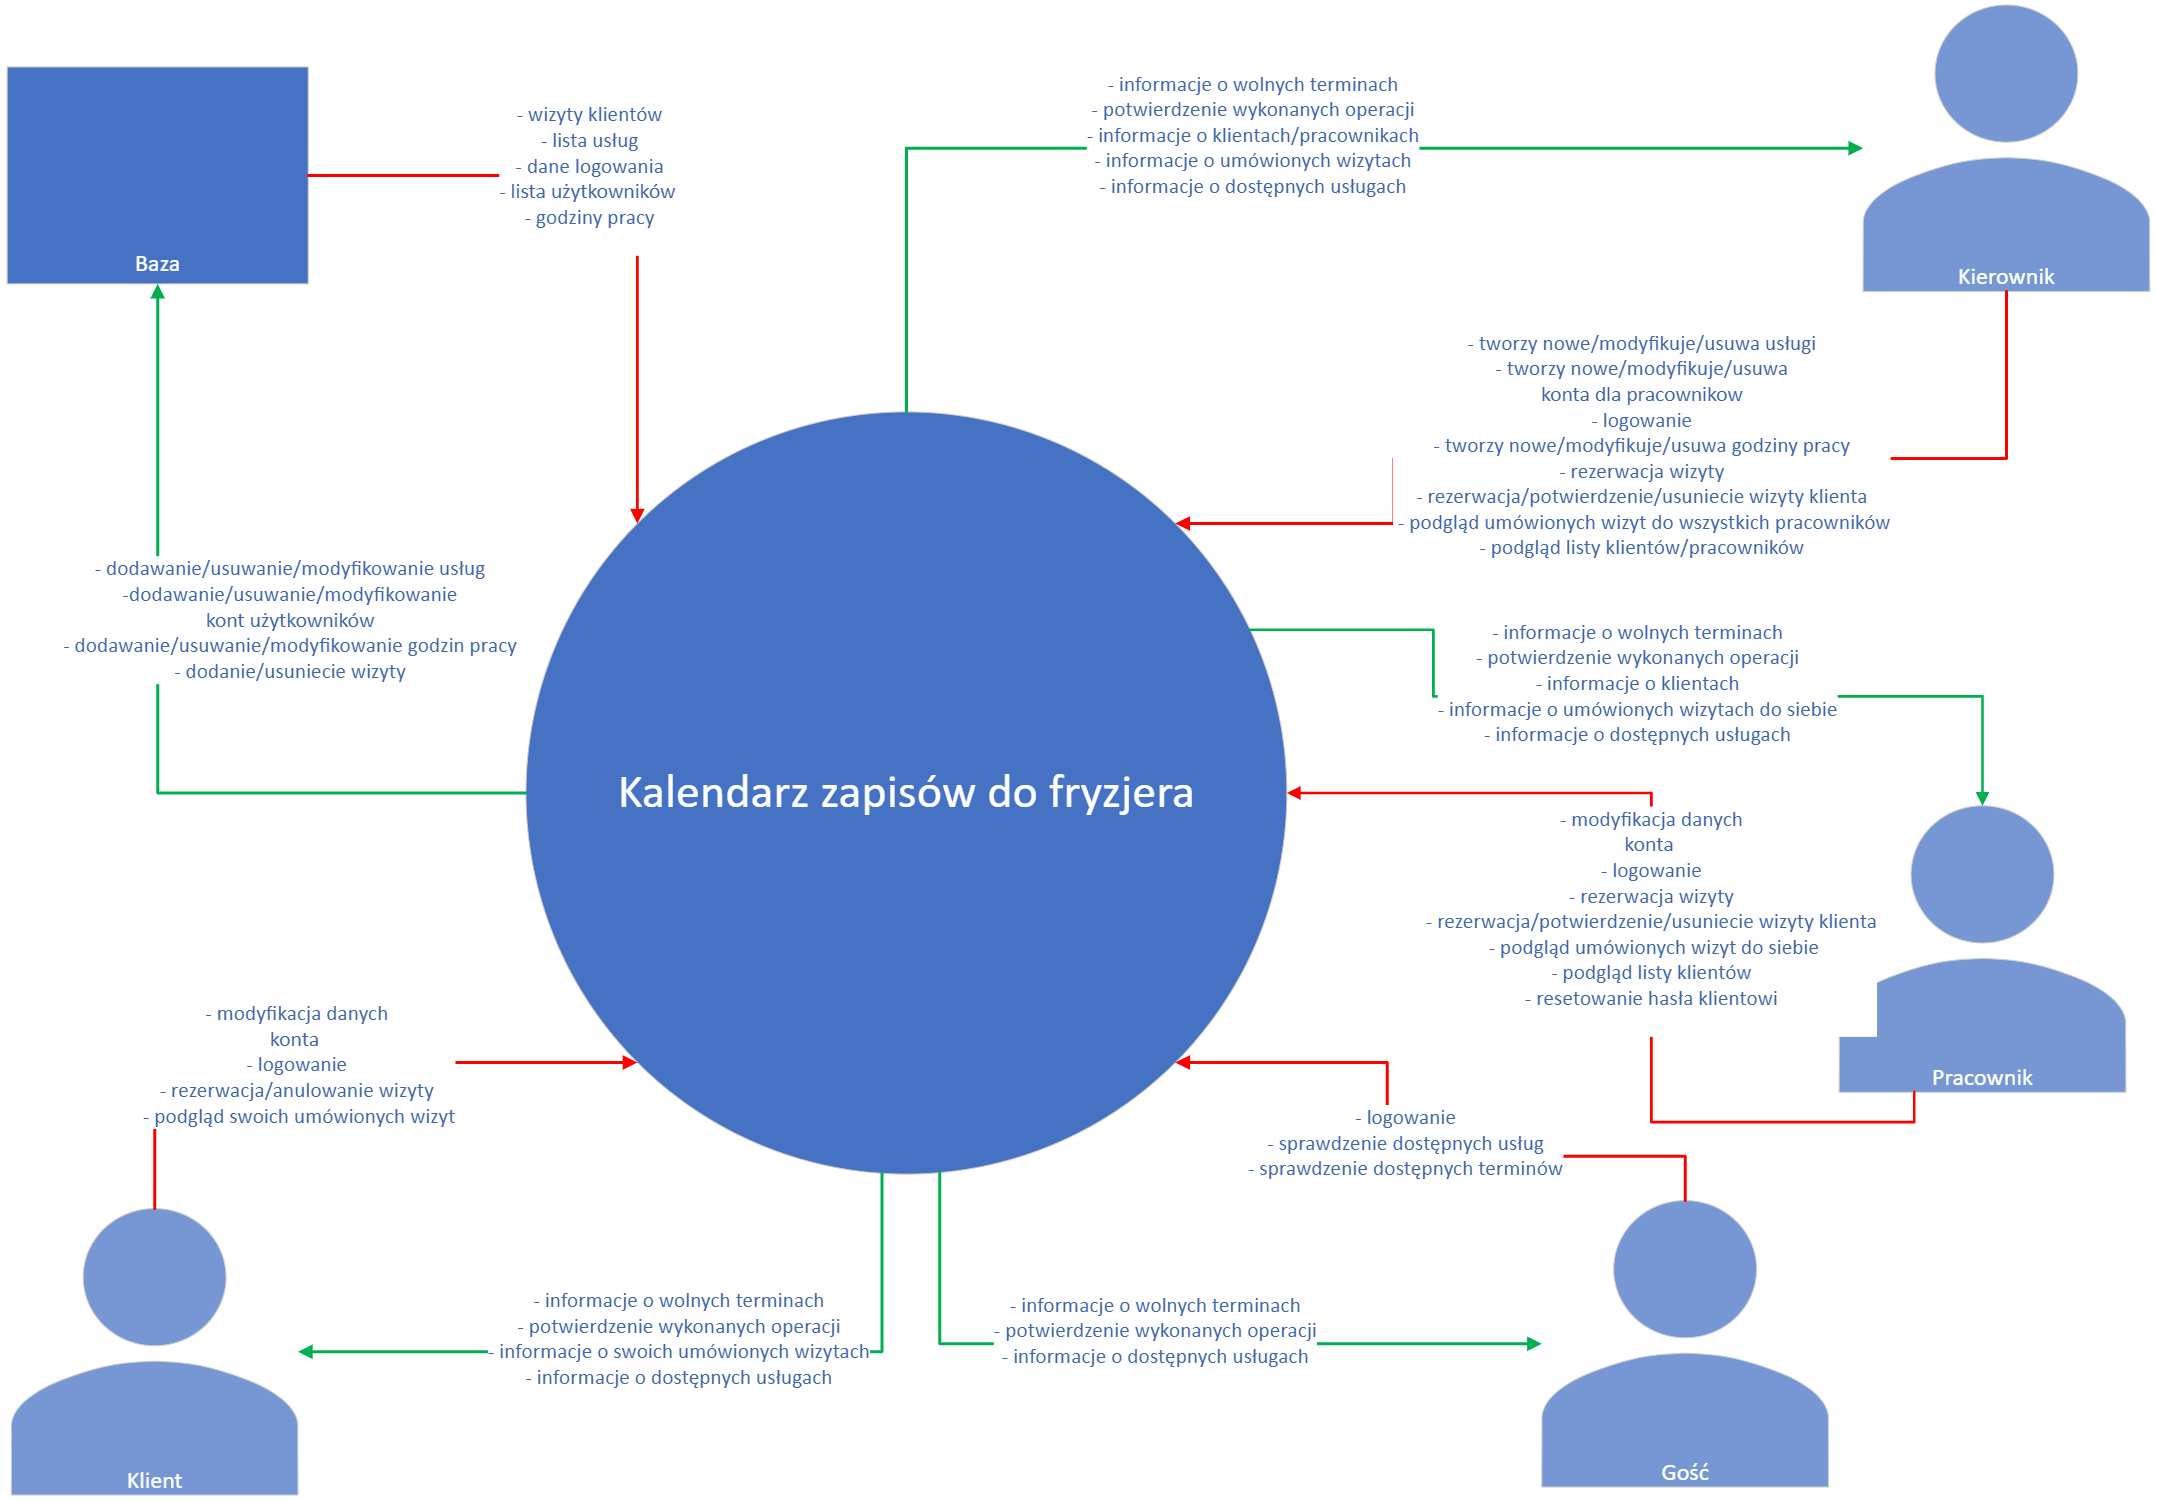 - wizyty klientów
- lista usług
- dane logowania
- lista użytkowników
- godziny pracy
Baza
- informacje o wolnych terminach
- potwierdzenie wykonanych operacji
- informacje o klientach/pracownikach
- informacje o umówionych wizytach
- informacje o dostępnych usługach
Kierownik
- tworzy nowe/modyfikuje/usuwa usługi
- tworzy nowe/modyfikuje/usuwa
konta dla pracownikow
- logowanie
- tworzy nowe/modyfikuje/usuwa godziny pracy
- rezerwacja wizyty
- rezerwacja/potwierdzenie/usuniecie wizyty klienta
- podgląd umówionych wizyt do wszystkich pracowników
- podgląd listy klientów/pracowników
- dodawanie/usuwanie/modyfikowanie usług
-dodawanie/usuwanie/modyfikowanie
kont użytkowników
- dodawanie/usuwanie/modyfikowanie godzin pracy
- dodanie/usuniecie wizyty
- informacje o wolnych terminach
- potwierdzenie wykonanych operacji
- informacje o klientach
- informacje o umówionych wizytach do siebie
- informacje o dostępnych usługach
Kalendarz zapisów do fryzjera
- modyfikacja danych
konta
- logowanie
- rezerwacja wizyty
- rezerwacja/potwierdzenie/usuniecie wizyty klienta
- podgląd umówionych wizyt do siebie
- podgląd listy klientów
- resetowanie hasła klientowi
Pracownik
- modyfikacja danych
konta
- logowanie
- rezerwacja/anulowanie wizyty
- podgląd swoich umówionych wizyt
- logowanie
- sprawdzenie dostępnych usług
- sprawdzenie dostępnych terminów
- informacje o wolnych terminach
- potwierdzenie wykonanych operacji
- informacje o swoich umówionych wizytach
- informacje o dostępnych usługach
- informacje o wolnych terminach
- potwierdzenie wykonanych operacji
- informacje o dostępnych usługach
Klient
Gość